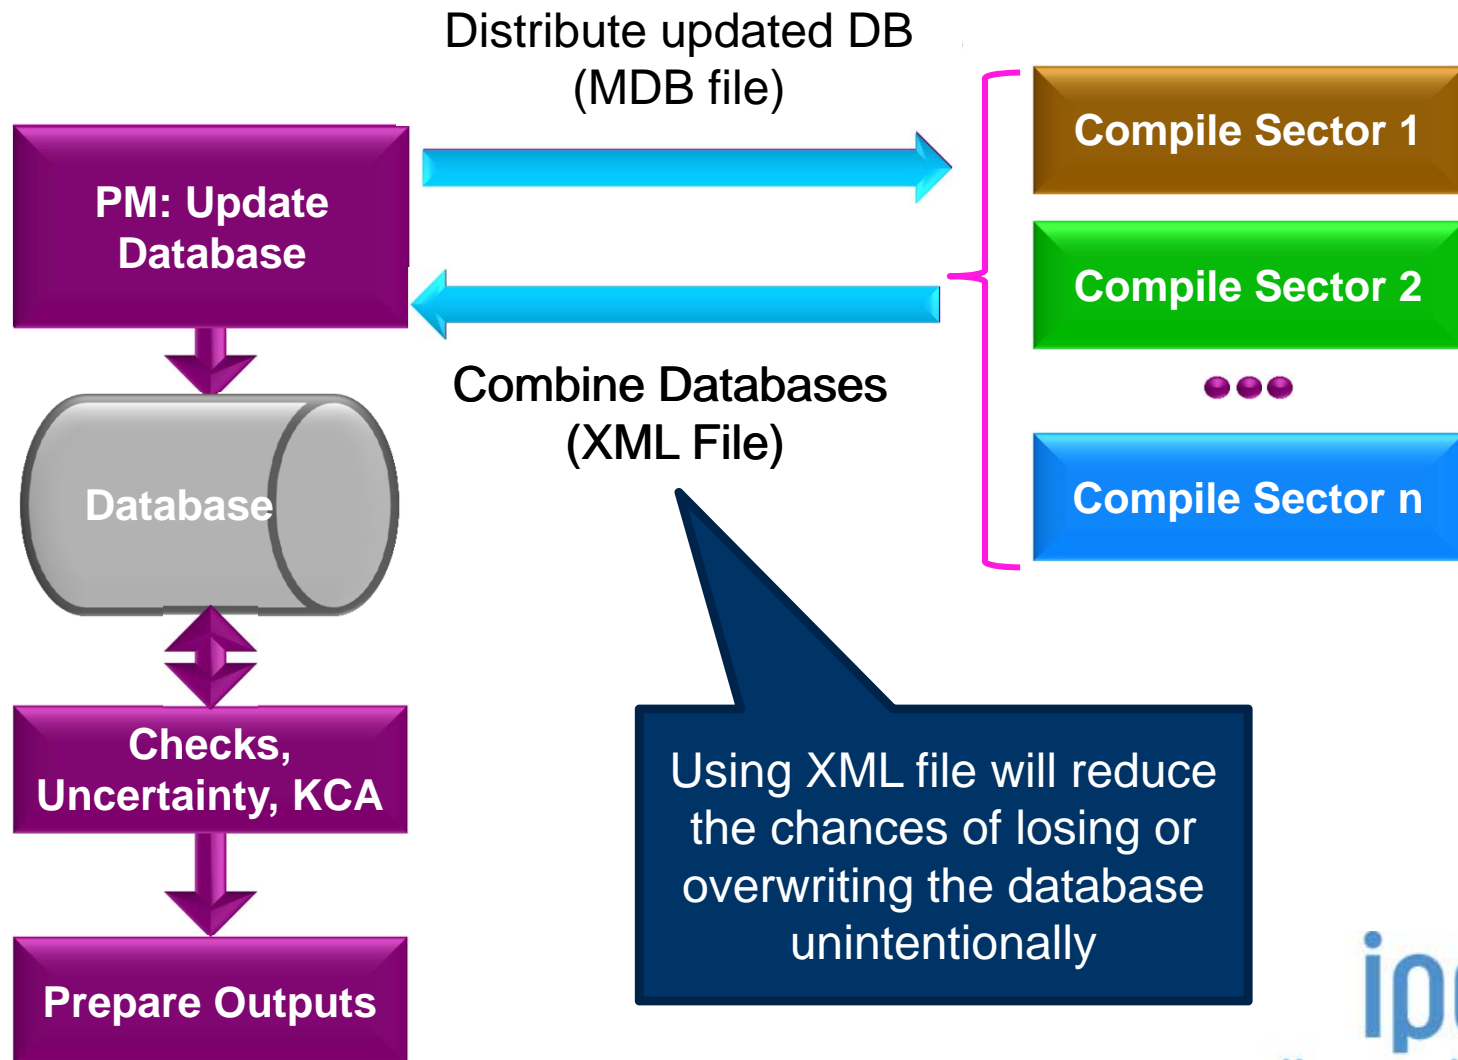 Distribute updated DB
(MDB file)
PM: Update
Database
Compile Sector 1
Compile Sector 2
Compile Sector n
Combine Databases
(XML File)
Database
Checks,
Uncertainty, KCA
Prepare Outputs
Using XML file will reduce
the chances of losing or
overwriting the database
unintentionally